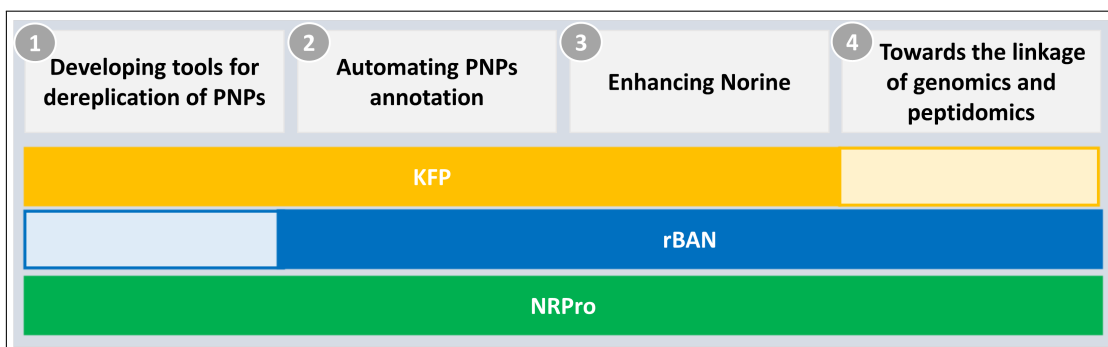 1
Developing tools for
dereplication of PNPs
2
Automating PNPs
annotation
3
Enhancing Norine
4
Towards the linkage
of genomics and
peptidomics
KFP
rBAN
NRPro